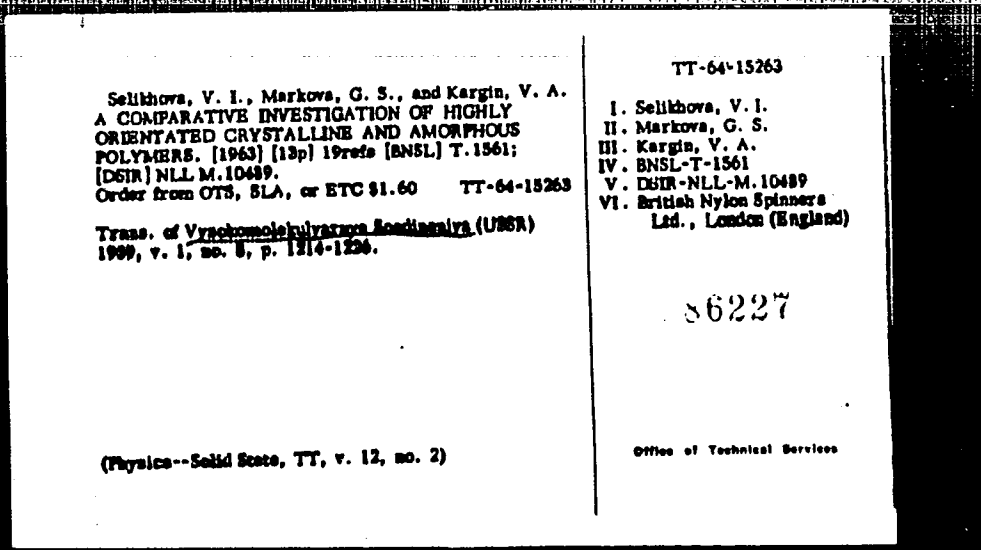 Selikhova, V. I., Markova, G. S., and Kargin, V. A.
A COMPARATIVE INVESTIGATION OF HIGHLY
ORIENTATED CRYSTALLINE AND AMORPHOUS
POLYMERS. [1963] [13p] 19refs [BNSL] T.1561;
[DSIR] NLL M.10489.
Order from OTS, SLA, or ETC $1.60 TT-64-15263
Trans. of Vysokomolekulyarnye Soedineniya (USSR)
1959, v. 1, no. 8, p. 1214-
(Physics--Solid State, TT, v. 12, no. 2)
TT-64-15263
I. Selikhova, V. I.
II. Markova, G. S.
III. Kargin, V. A.
IV. BNSL-T-1561
V. DSIR-NLL-M.10489
VI. British Nylon Spinners
Ltd., London (England)
86227
Office of Technical Services